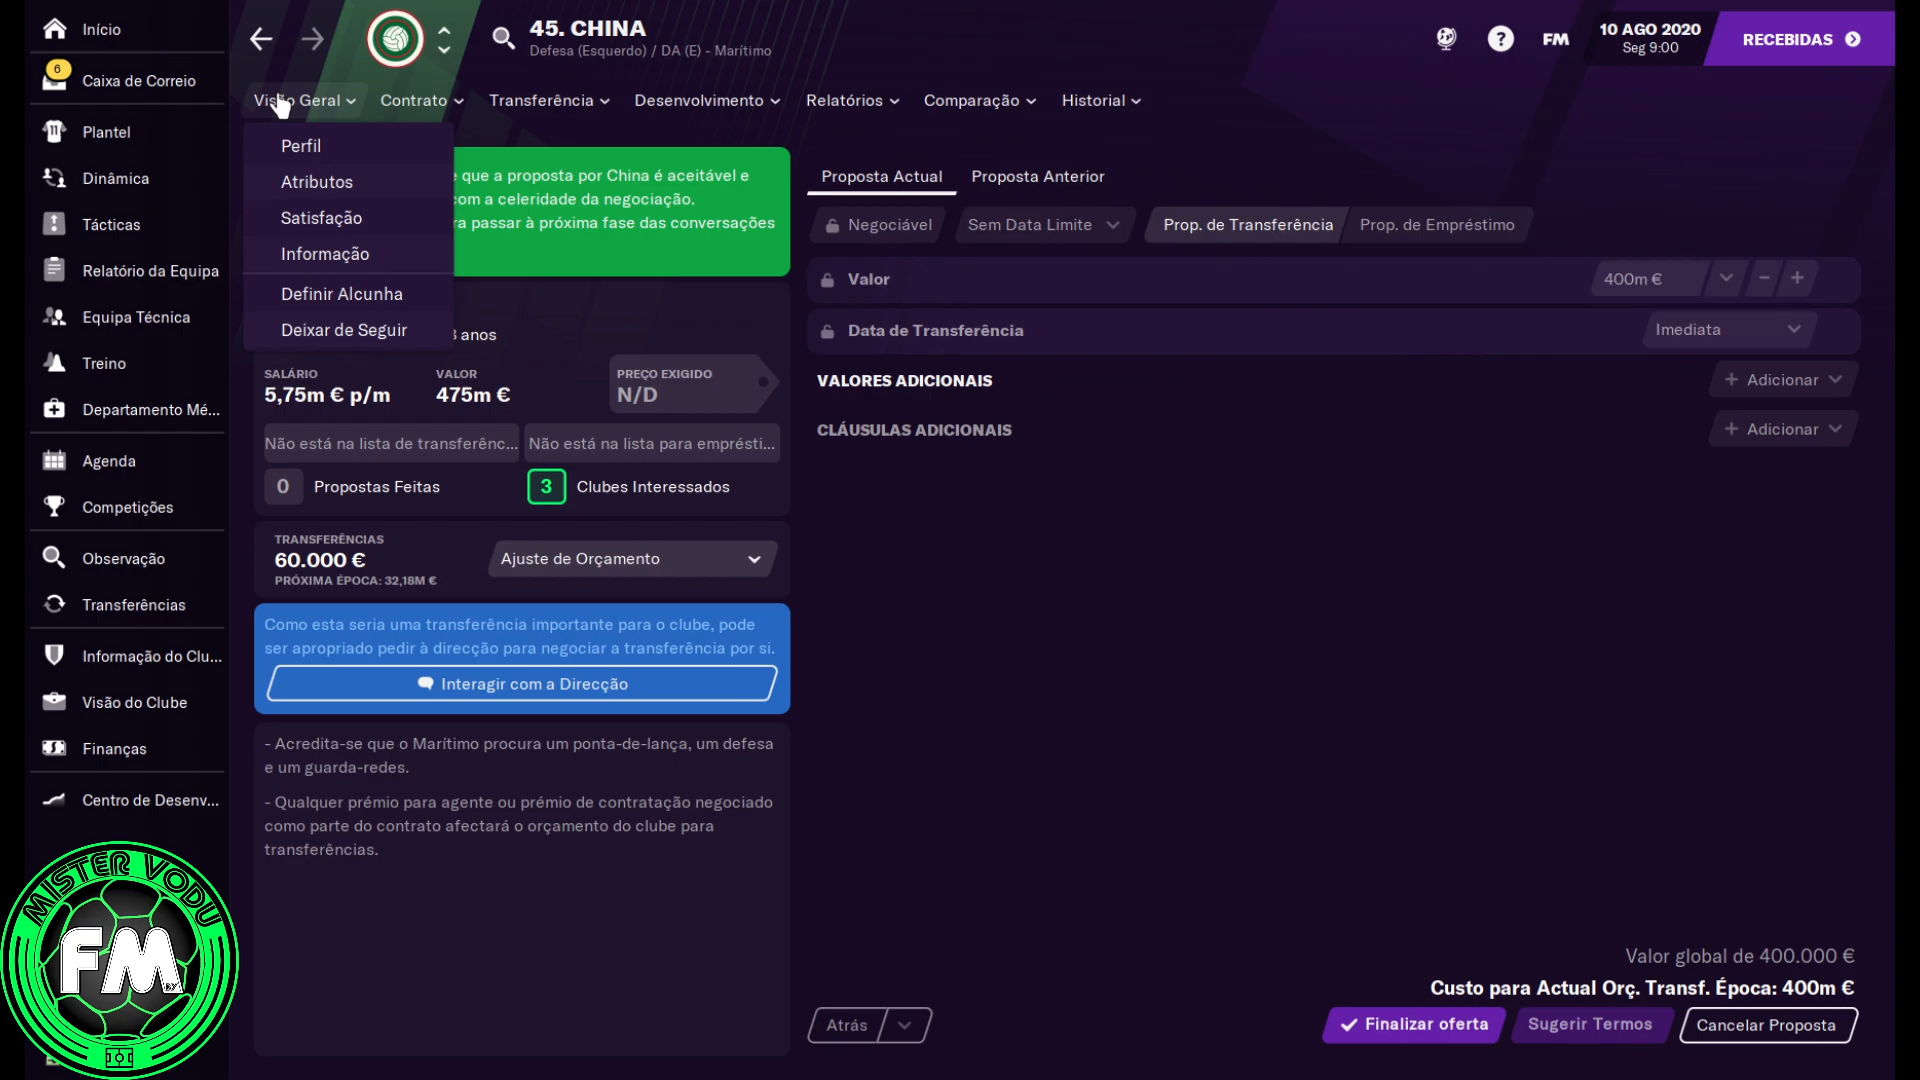 Início
6
Caixa de Correio
Plantel
Dinâmica
Tácticas
Relatório da Equipa
Equipa Técnica
Treino
Departamento Mé...
Agenda
Competições
Observação
Transferências
Informação do Clu...
Visão do Clube
Finanças
Centro de Desenv...
MISTER VODU
FM
BY
45. CHINA
Defesa (Esquerdo) / DA (E) - Marítimo
FM
10 AGO 2020
Seg 9:00
RECEBIDAS
Visão Geral
Contrato
Transferência
Desenvolvimento
Relatórios
Comparação
Historial
Perfil
Atributos
Satisfação
Informação
Definir Alcunha
Deixar de Seguir
que a proposta por China é aceitável e
com a celeridade da negociação.
ra passar à próxima fase das conversações
anos
SALÁRIO
5,75m € p/m
VALOR
475m €
PREÇO EXIGIDO
N/D
Não está na lista de transferênc...
Não está na lista para emprésti...
0 Propostas Feitas
3 Clubes Interessados
TRANSFERÊNCIAS
60.000 €
PRÓXIMA ÉPOCA: 32,18M €
Ajuste de Orçamento
Como esta seria uma transferência importante para o clube, pode
ser apropriado pedir à direcção para negociar a transferência por si.
Interagir com a Direcção
- Acredita-se que o Marítimo procura um ponta-de-lança, um defesa
e um guarda-redes.
- Qualquer prémio para agente ou prémio de contratação negociado
como parte do contrato afectará o orçamento do clube para
transferências.
Proposta Actual
Proposta Anterior
Negociável
Sem Data Limite
Prop. de Transferência
Prop. de Empréstimo
Valor
400m €
Data de Transferência
Imediata
VALORES ADICIONAIS
+ Adicionar
CLÁUSULAS ADICIONAIS
+ Adicionar
Valor global de 400.000 €
Custo para Actual Orç. Transf. Época: 400m €
Atrás
Finalizar oferta
Sugerir Termos
Cancelar Proposta